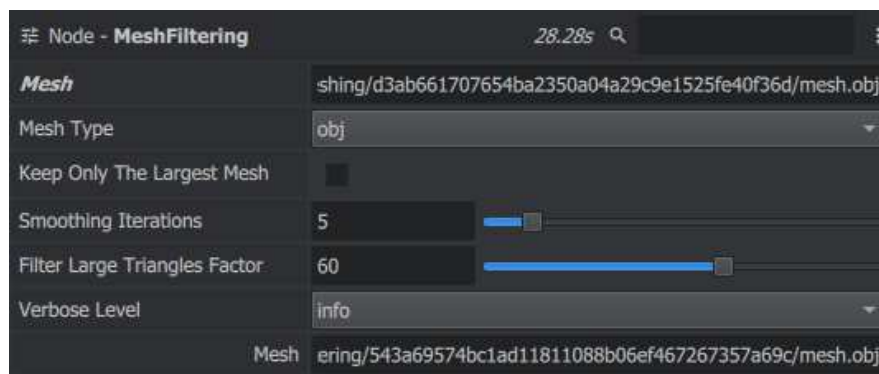 Node - MeshFiltering 28.28s
Mesh shing/d3ab661707654ba2350a04a29c9e1525fe40f36d/mesh.obj
Mesh Type obj
Keep Only The Largest Mesh
Smoothing Iterations 5
Filter Large Triangles Factor 60
Verbose Level info
Mesh ering/543a69574bc1ad11811088b06ef467267357a69c/mesh.obj